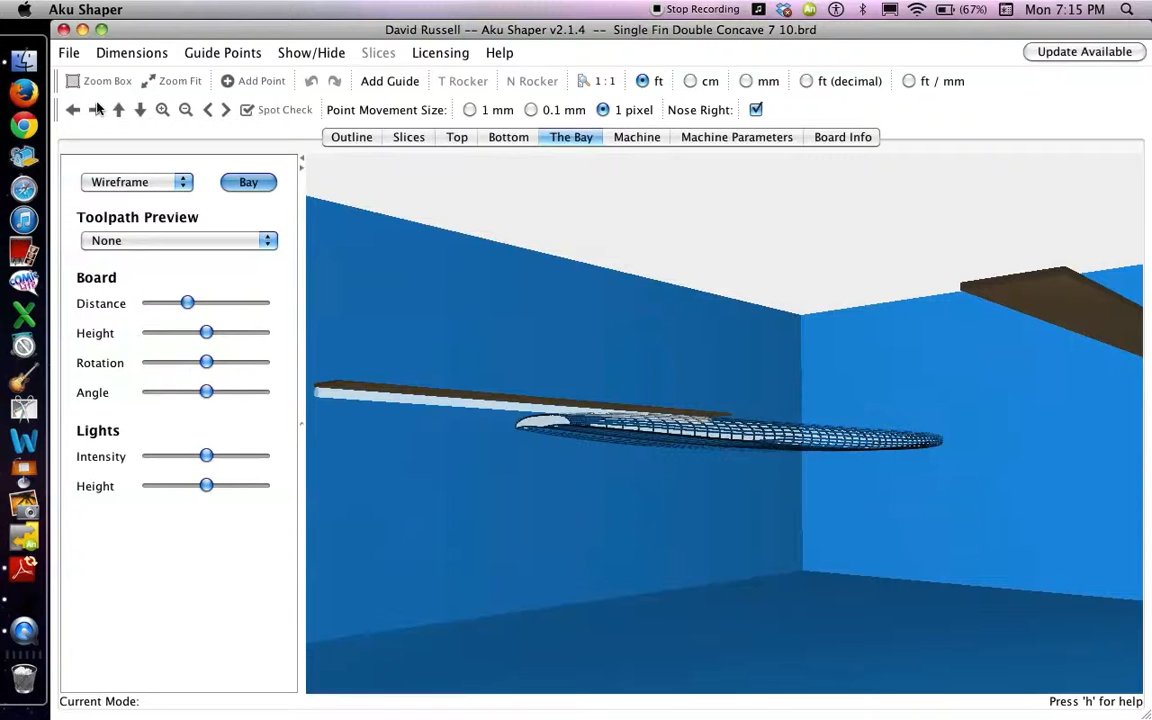 Aku Shaper
Stop Recording
(67%)
Mon 7:15 PM
David Russell -- Aku Shaper v2.1.4 -- Single Fin Double Concave 7 10.brd
File Dimensions Guide Points Show/Hide Slices Licensing Help
Update Available
Zoom Box Zoom Fit Add Point Add Guide T Rocker N Rocker 1:1 ft cm mm ft (decimal) ft / mm
Spot Check Point Movement Size: 1 mm 0.1 mm 1 pixel Nose Right:
Outline Slices Top Bottom The Bay Machine Machine Parameters Board Info
Wireframe Bay
Toolpath Preview
None
Board
Distance
Height
Rotation
Angle
Lights
Intensity
Height
Current Mode:
Press 'h' for help